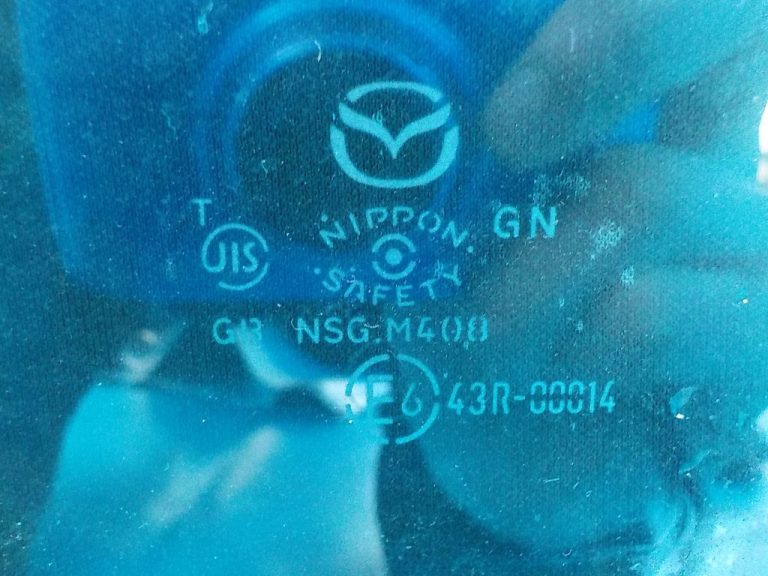 T
JIS
NIPPON
SAFETY
GN
NSG.M408
E6 43R-00014